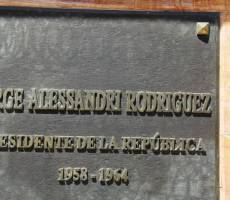 RGE ALESSANDRI RODRIGUEZ
ESIDENTE DE LA REPÚBLICA
1958-1964